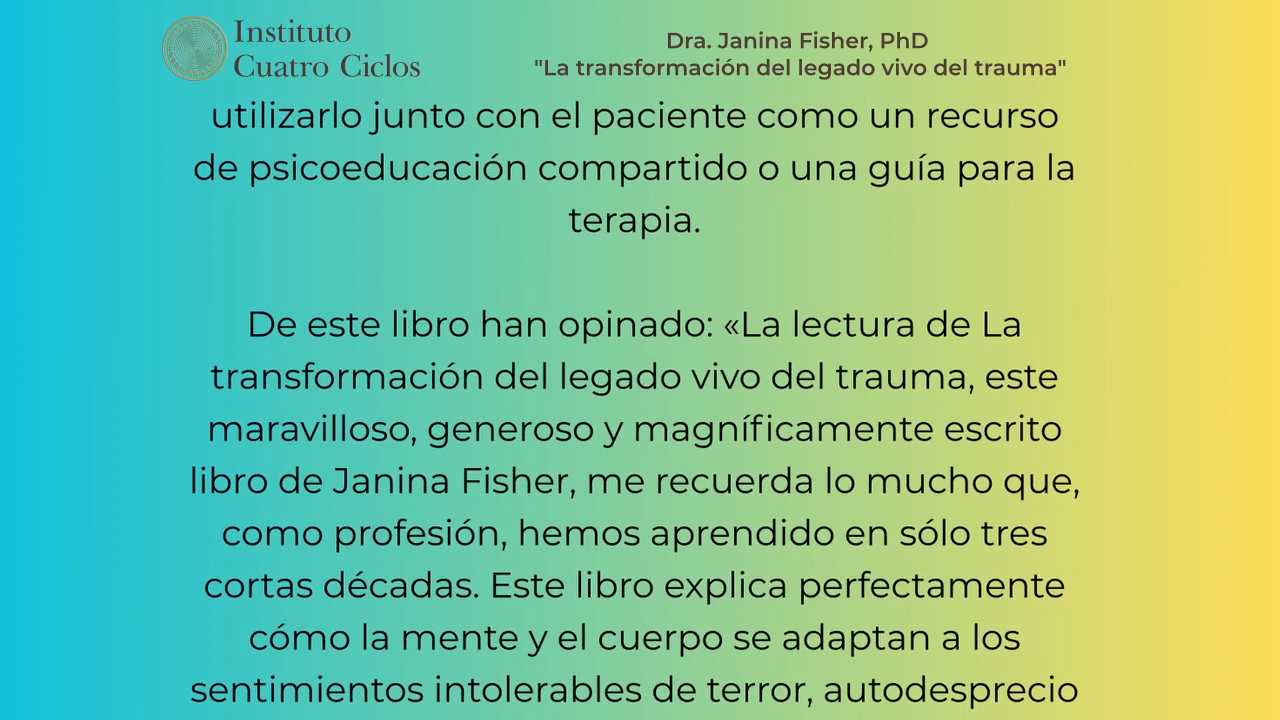 Instituto
Cuatro Ciclos
Dra. Janina Fisher, PhD
"La transformación del legado vivo del trauma"
utilizarlo junto con el paciente como un recurso
de psicoeducación compartido o una guía para la
terapia.
De este libro han opinado: «La lectura de La
transformación del legado vivo del trauma, este
maravilloso, generoso y magníficamente escrito
libro de Janina Fisher, me recuerda lo mucho que,
como profesión, hemos aprendido en sólo tres
cortas décadas. Este libro explica perfectamente
cómo la mente y el cuerpo se adaptan a los
sentimientos intolerables de terror, autodesprecio